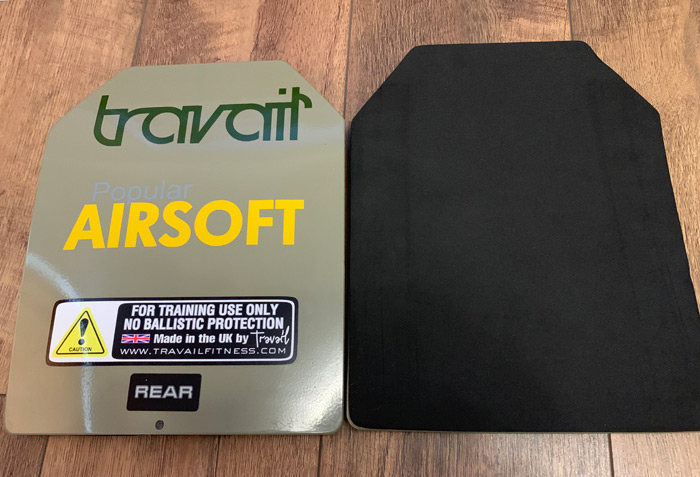 travail
Popular
AIRSOFT
FOR TRAINING USE ONLY
NO BALLISTIC PROTECTION
Made in the UK by Travail
CAUTION
WWW.TRAVAILFITNESS.COM
REAR